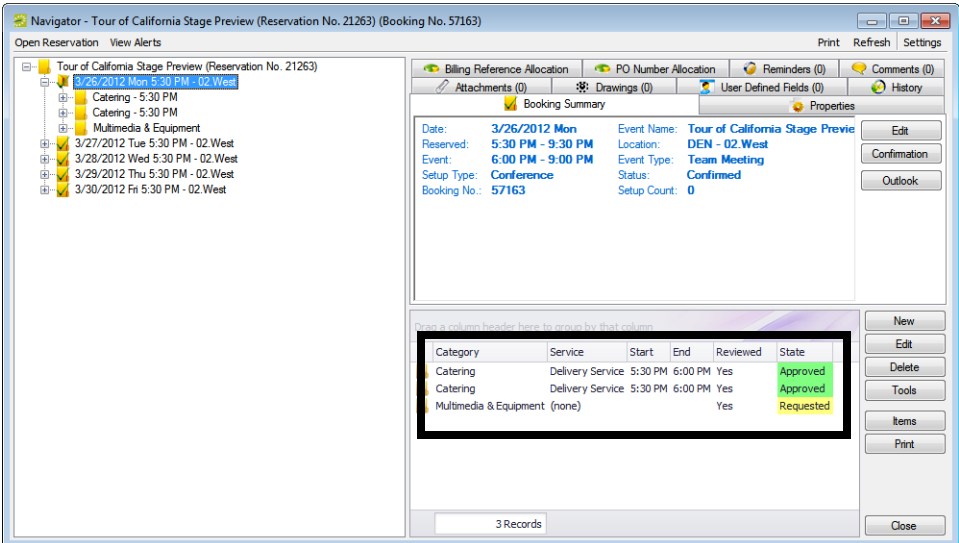 Navigator - Tour of California Stage Preview (Reservation No. 21263) (Booking No. 57163)
Open Reservation View Alerts Print Refresh Settings
Tour of California Stage Preview (Reservation No. 21263)
3/26/2012 Mon 5:30 PM - 02.West
Catering - 5:30 PM
Catering - 5:30 PM
Multimedia & Equipment
3/27/2012 Tue 5:30 PM - 02.West
3/28/2012 Wed 5:30 PM - 02.West
3/29/2012 Thu 5:30 PM - 02.West
3/30/2012 Fri 5:30 PM - 02.West
Billing Reference Allocation PO Number Allocation Reminders (0) Comments (0)
Attachments (0) Drawings (0) User Defined Fields (0) History
Booking Summary Properties
Date: 3/26/2012 Mon Event Name: Tour of California Stage Previe
Reserved: 5:30 PM - 9:30 PM Location: DEN - 02.West
Event: 6:00 PM - 9:00 PM Event Type: Team Meeting
Setup Type: Conference Status: Confirmed
Booking No.: 57163 Setup Count: 0
Edit
Confirmation
Outlook
Drag a column header here to group by that column
Category Service Start End Reviewed State
Catering Delivery Service 5:30 PM 6:00 PM Yes Approved
Catering Delivery Service 5:30 PM 6:00 PM Yes Approved
Multimedia & Equipment (none) Yes Requested
3 Records
New
Edit
Delete
Tools
Items
Print
Close